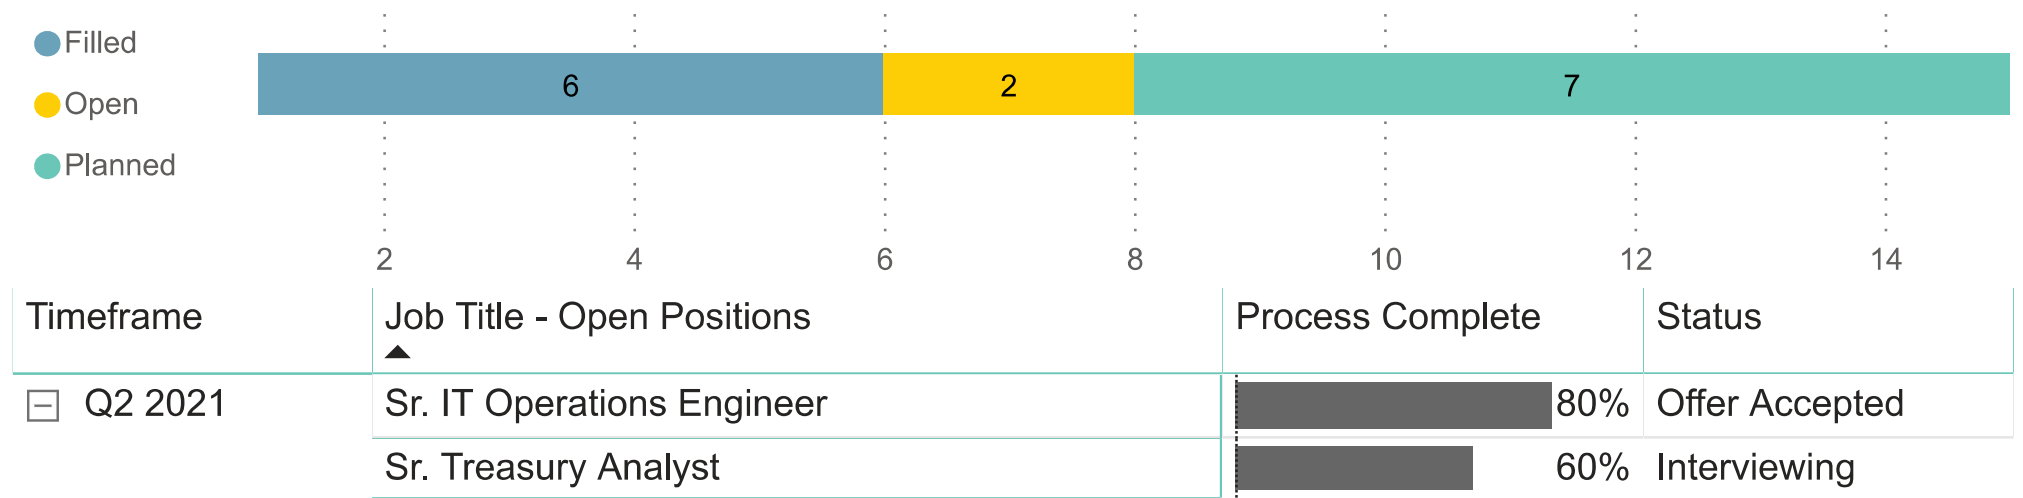 Filled
6 2 7
Open
Planned
2 4 6 8 10 12 14
Timeframe Job Title - Open Positions Process Complete Status
Q2 2021 Sr. IT Operations Engineer 80% Offer Accepted
Sr. Treasury Analyst 60% Interviewing